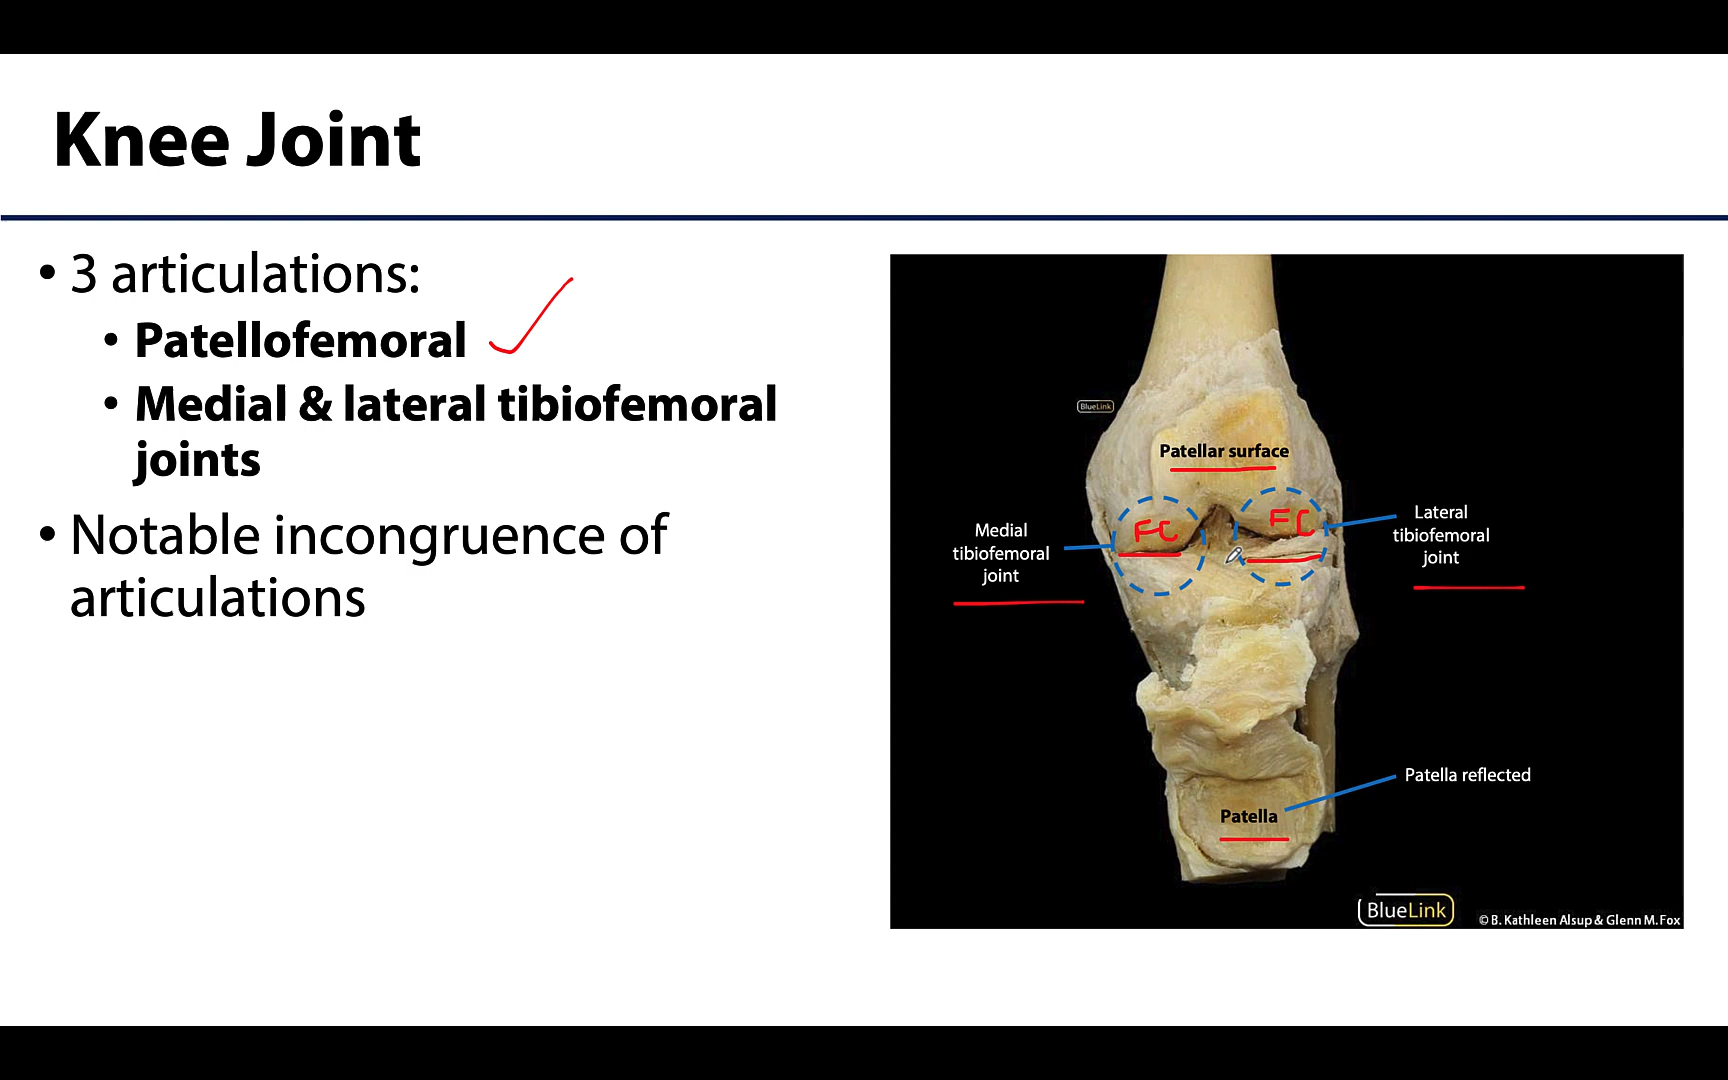 Knee Joint
• 3 articulations:
• Patellofemoral
• Medial & lateral tibiofemoral
joints
• Notable incongruence of
articulations
BlueLink
Patellar surface
FC
FC
Medial
tibiofemoral
joint
Lateral
tibiofemoral
joint
Patella reflected
Patella
BlueLink
© B. Kathleen Alsup & Glenn M. Fox